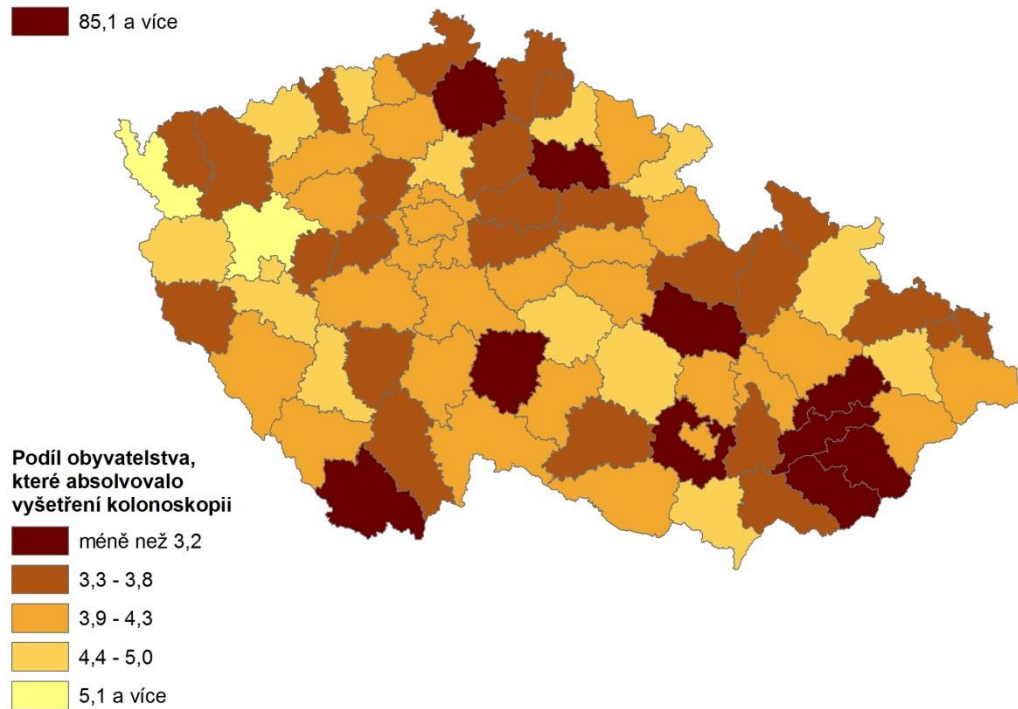 85,1 a více
Podíl obyvatelstva,
které absolvovalo
vyšetření kolonoskopii
méně než 3,2
3,3 - 3,8
3,9 - 4,3
4,4 - 5,0
5,1 a více